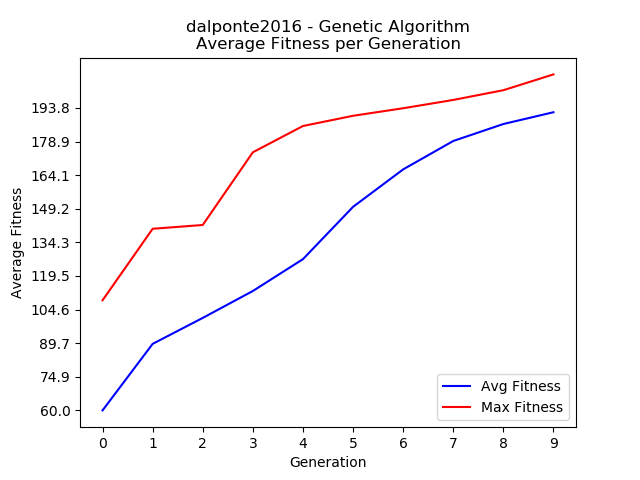 dalponte2016 - Genetic Algorithm
Average Fitness per Generation
Average Fitness
193.8
178.9
164.1
149.2
134.3
119.5
104.6
89.7
74.9
60.0
0 1 2 3 4 5 6 7 8 9
Generation
Avg Fitness
Max Fitness